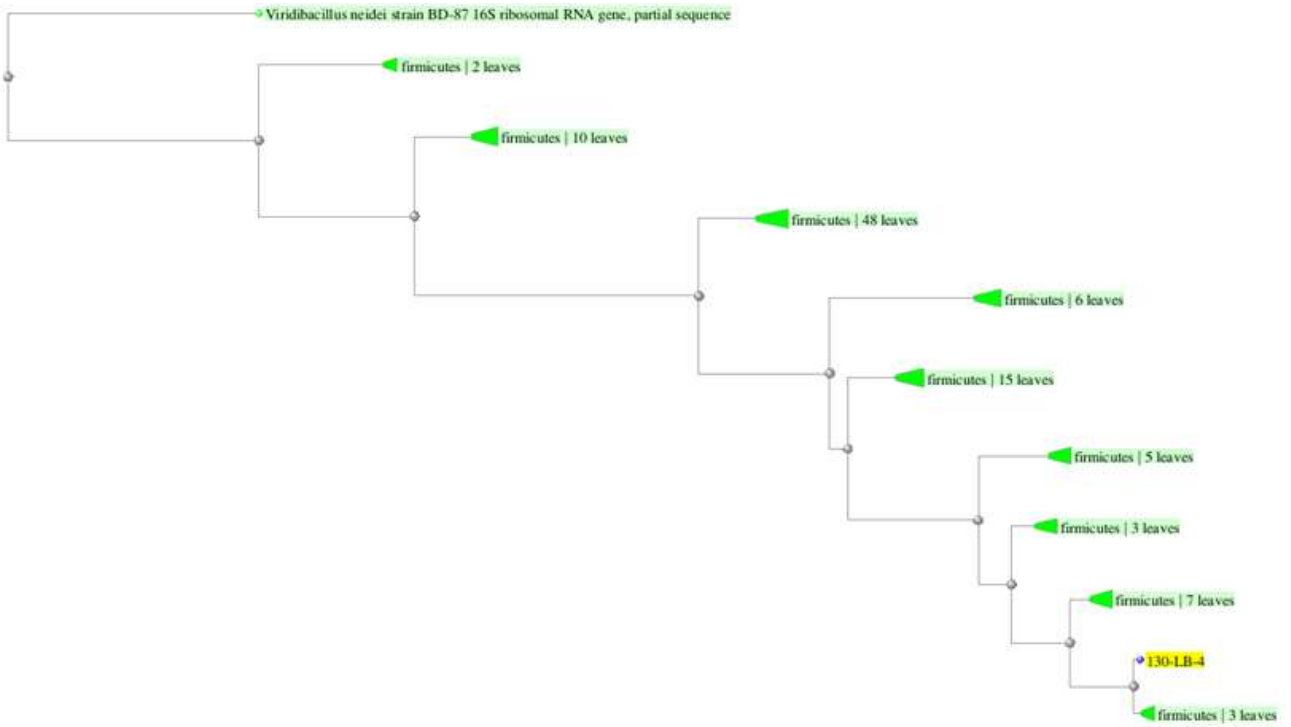 Viridibacillus neidei strain BD-87 16S ribosomal RNA gene, partial sequence
firmicutes | 2 leaves
firmicutes | 10 leaves
firmicutes | 48 leaves
firmicutes | 6 leaves
firmicutes | 15 leaves
firmicutes | 5 leaves
firmicutes | 3 leaves
firmicutes | 7 leaves
130-LB-4
firmicutes | 3 leaves